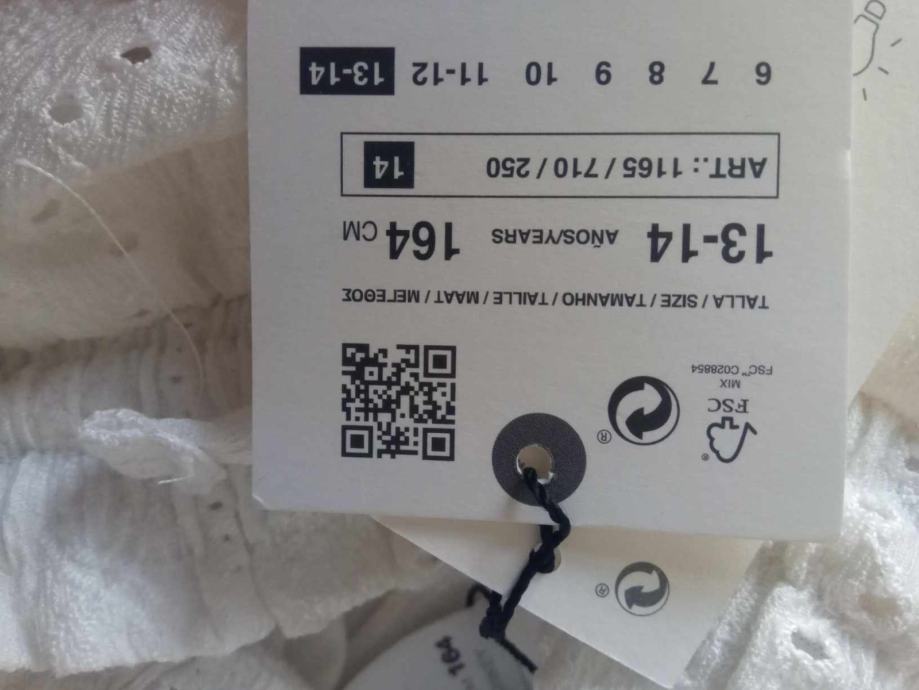 FSC
MIX
FSC™ C028854
®
®
TALLA / SIZE / TAMANHO / TAILLE / MAAT / ΜΕΓΕΘΟΣ
13-14 AÑOS/YEARS 164 CM
ART.: 1165 / 710 / 250 14
6 7 8 9 10 11-12 13-14
®
164